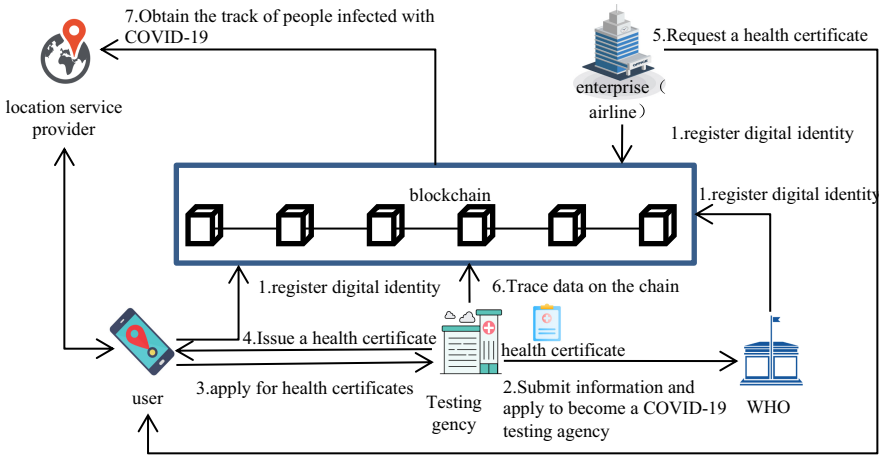 7.Obtain the track of people infected with
COVID-19
5.Request a health certificate
enterprise（
airline）
location service
provider
1.register digital identity
blockchain
1.register digital identity
1.register digital identity
6.Trace data on the chain
4.Issue a health certificate
health certificate
3.apply for health certificates
2.Submit information and
apply to become a COVID-19
testing agency
user
Testing
gency
WHO